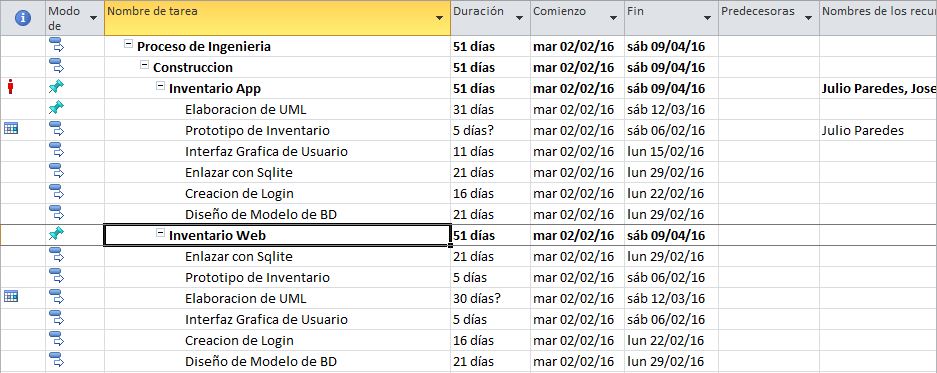 Modo de Nombre de tarea Duración Comienzo Fin Predecesoras Nombres de los recur
Proceso de Ingenieria 51 días mar 02/02/16 sáb 09/04/16
Construccion 51 días mar 02/02/16 sáb 09/04/16
Inventario App 51 días mar 02/02/16 sáb 09/04/16 Julio Paredes, Jose
Elaboracion de UML 31 días mar 02/02/16 sáb 12/03/16
Prototipo de Inventario 5 días? mar 02/02/16 sáb 06/02/16 Julio Paredes
Interfaz Grafica de Usuario 11 días mar 02/02/16 lun 15/02/16
Enlazar con Sqlite 21 días mar 02/02/16 lun 29/02/16
Creacion de Login 16 días mar 02/02/16 lun 22/02/16
Diseño de Modelo de BD 21 días mar 02/02/16 lun 29/02/16
Inventario Web 51 días mar 02/02/16 sáb 09/04/16
Enlazar con Sqlite 21 días mar 02/02/16 lun 29/02/16
Prototipo de Inventario 5 días mar 02/02/16 sáb 06/02/16
Elaboracion de UML 30 días? mar 02/02/16 sáb 12/03/16
Interfaz Grafica de Usuario 5 días mar 02/02/16 sáb 06/02/16
Creacion de Login 16 días mar 02/02/16 lun 22/02/16
Diseño de Modelo de BD 21 días mar 02/02/16 lun 29/02/16